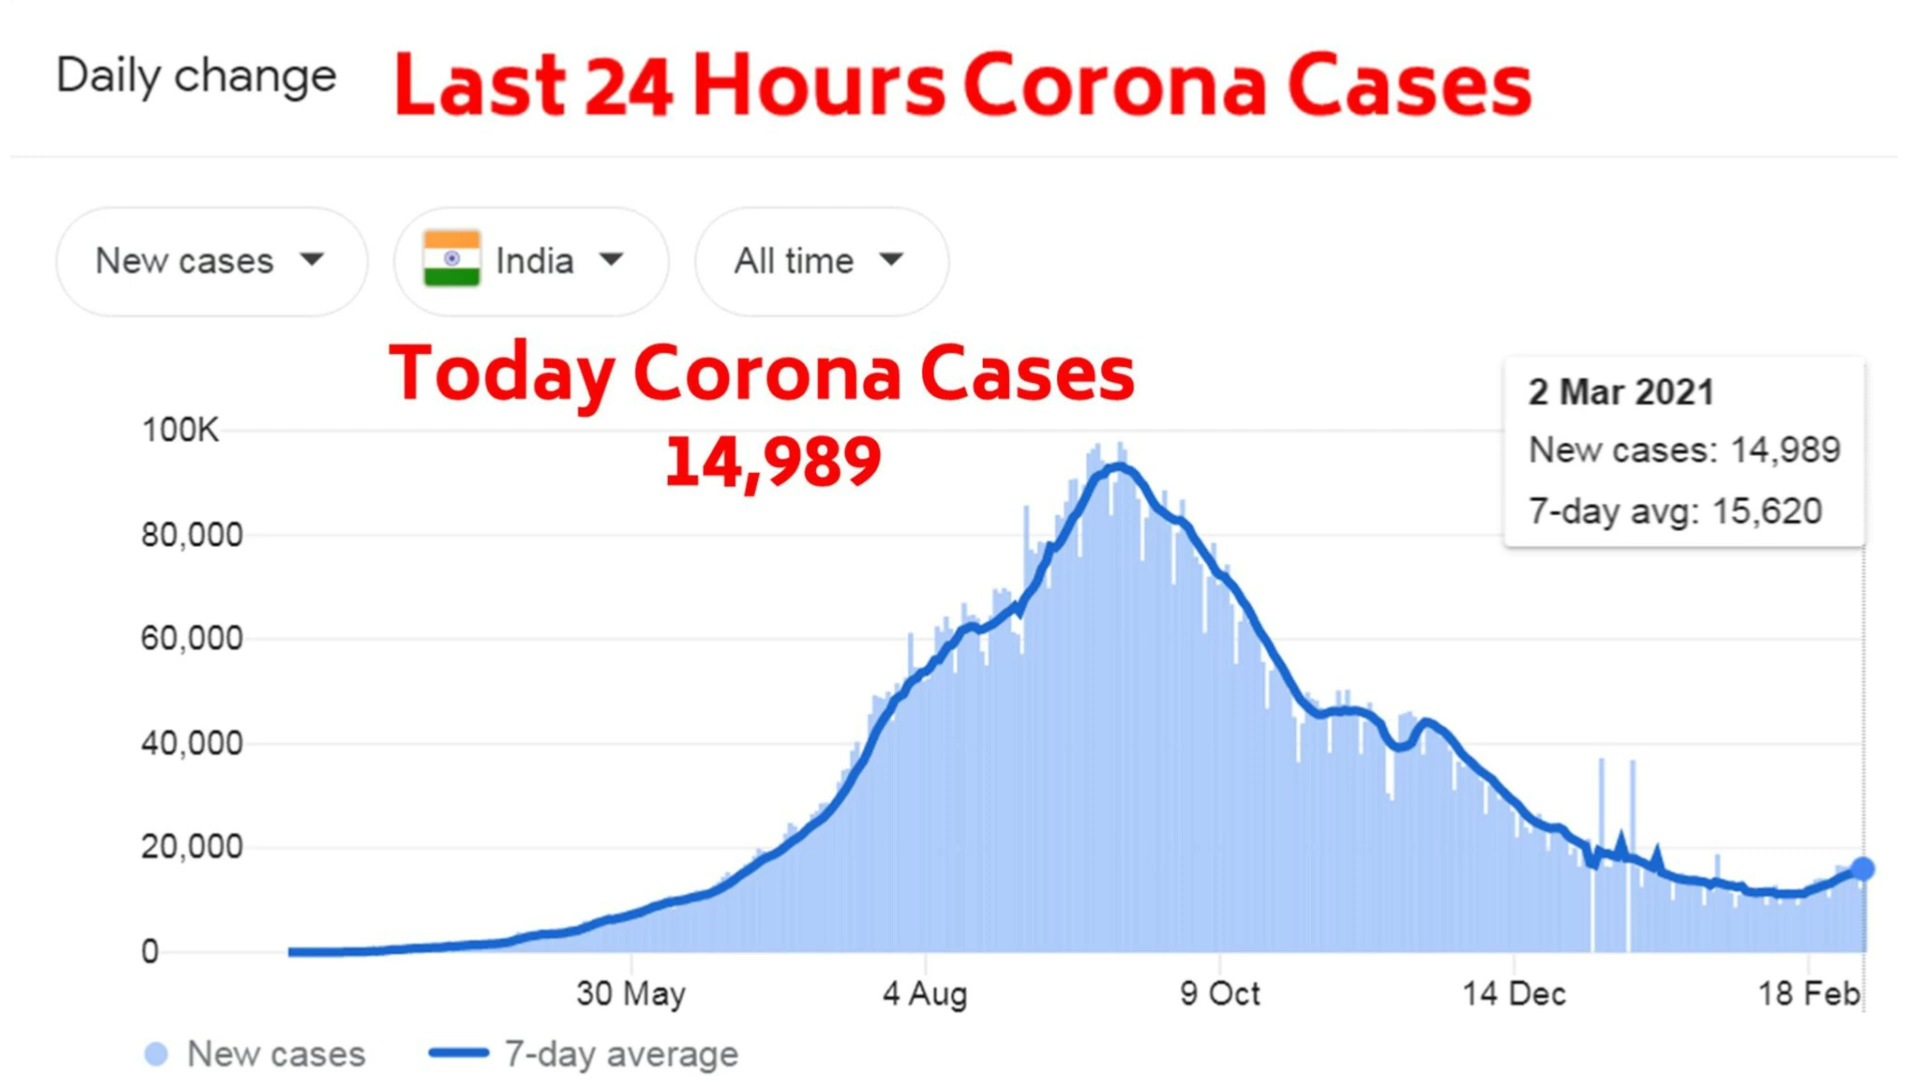 Daily change
Last 24 Hours Corona Cases
New cases
India
All time
Today Corona Cases
14,989
2 Mar 2021
New cases: 14,989
7-day avg: 15,620
100K
80,000
60,000
40,000
20,000
0
30 May
4 Aug
9 Oct
14 Dec
18 Feb
New cases
7-day average